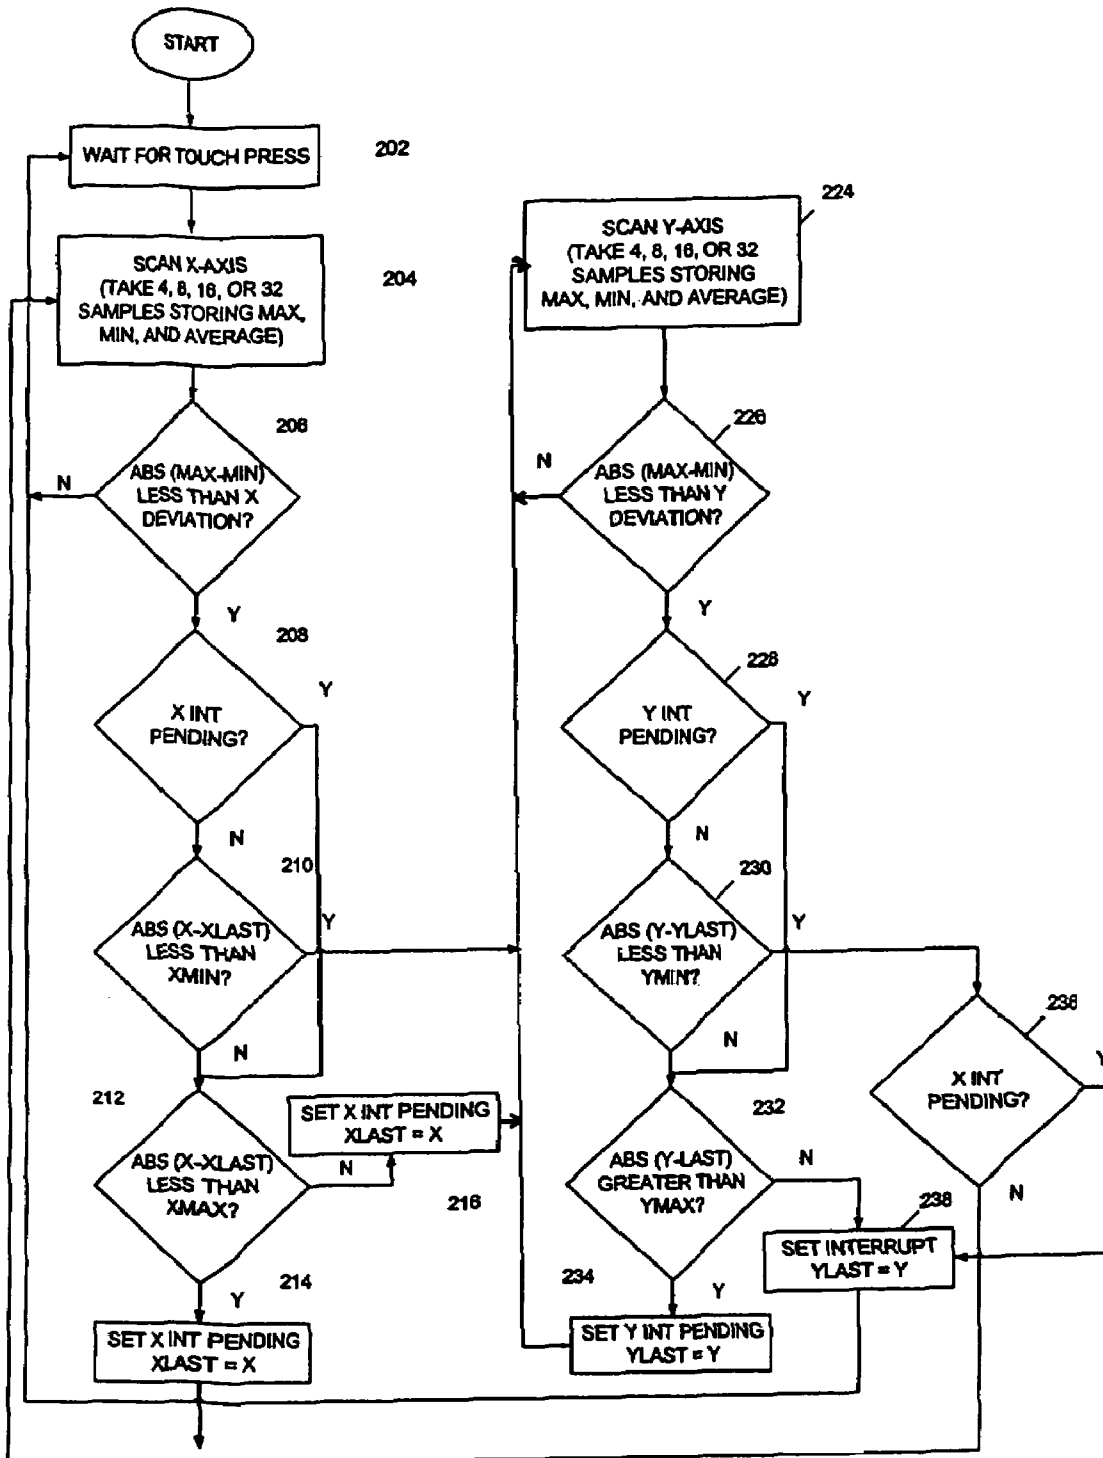 START
WAIT FOR TOUCH PRESS
202
SCAN X-AXIS
(TAKE 4, 8, 16, OR 32
SAMPLES STORING MAX,
MIN, AND AVERAGE)
204
206
ABS (MAX-MIN)
LESS THAN X
DEVIATION?
N
Y
208
X INT
PENDING?
Y
N
210
ABS (X-XLAST)
LESS THAN
XMIN?
Y
N
212
ABS (X-XLAST)
LESS THAN
XMAX?
N
SET X INT PENDING
XLAST = X
216
Y
214
SET X INT PENDING
XLAST = X
224
SCAN Y-AXIS
(TAKE 4, 8, 16, OR 32
SAMPLES STORING
MAX, MIN, AND AVERAGE)
226
N
ABS (MAX-MIN)
LESS THAN Y
DEVIATION?
Y
228
Y INT
PENDING?
Y
N
230
ABS (Y-YLAST)
LESS THAN
YMIN?
Y
N
232
ABS (Y-LAST)
GREATER THAN
YMAX?
N
Y
234
SET Y INT PENDING
YLAST = Y
236
X INT
PENDING?
Y
N
238
SET INTERRUPT
YLAST = Y